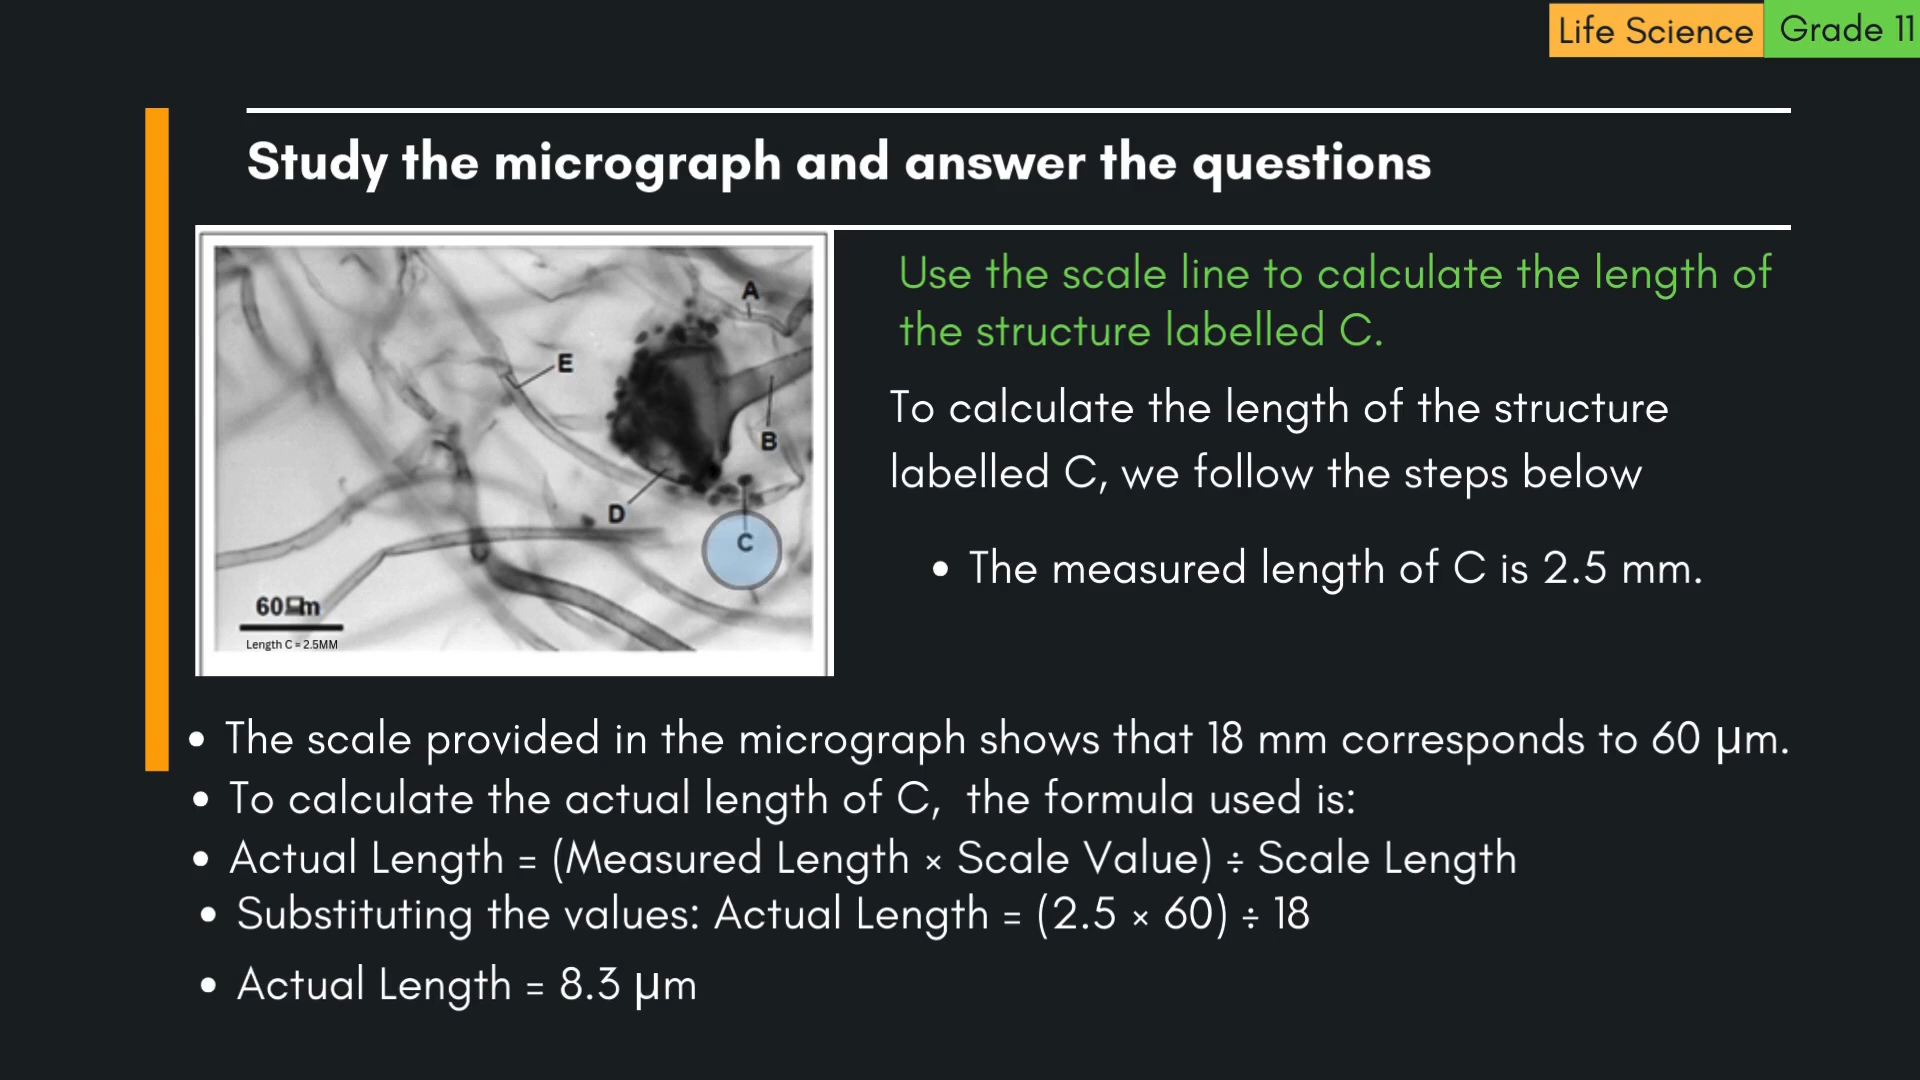 Life Science
Grade 11
Study the micrograph and answer the questions
A
E
B
D
C
60 m
Length C = 2.5MM
Use the scale line to calculate the length of
the structure labelled C.
To calculate the length of the structure
labelled C, we follow the steps below
• The measured length of C is 2.5 mm.
• The scale provided in the micrograph shows that 18 mm corresponds to 60 μm.
• To calculate the actual length of C, the formula used is:
• Actual Length = (Measured Length × Scale Value) ÷ Scale Length
• Substituting the values: Actual Length = (2.5 × 60) ÷ 18
• Actual Length = 8.3 μm